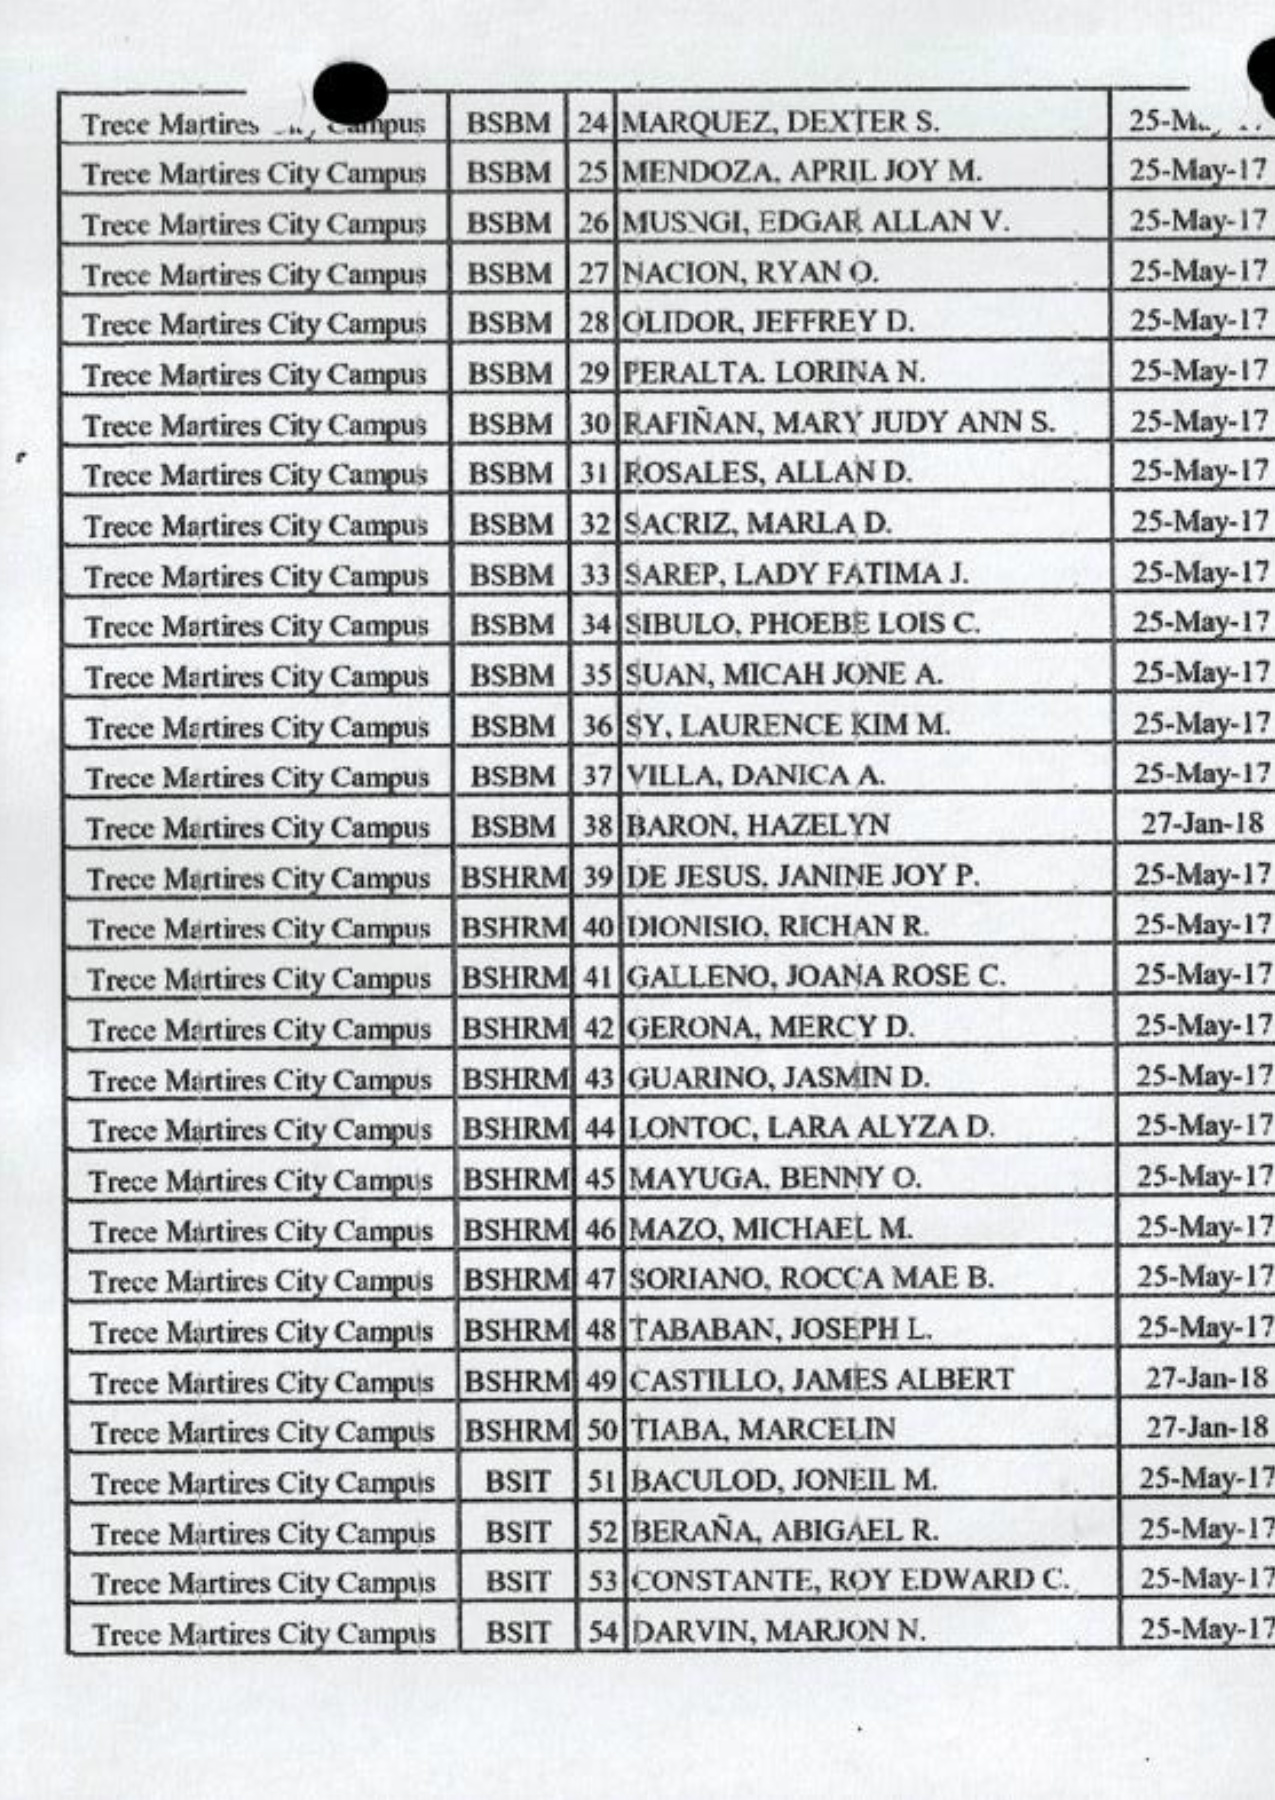 Trece Martires Campus BSBM 24 MARQUEZ, DEXTER S.
Trece Martires City Campus BSBM 25 MENDOZA, APRIL JOY M. 25-May-17
Trece Martires City Campus BSBM 26 MUSNGI, EDGAR ALLAN V. 25-May-17
Trece Martires City Campus BSBM 27 NACION, RYAN O. 25-May-17
Trece Martires City Campus BSBM 28 OLIDOR, JEFFREY D. 25-May-17
Trece Martires City Campus BSBM 29 PERALTA. LORINA N. 25-May-17
Trece Martires City Campus BSBM 30 RAFIÑAN, MARY JUDY ANN S. 25-May-17
Trece Martires City Campus BSBM 31 ROSALES, ALLAN D. 25-May-17
Trece Martires City Campus BSBM 32 SACRIZ, MARLA D. 25-May-17
Trece Martires City Campus BSBM 33 SAREP, LADY FATIMA J. 25-May-17
Trece Martires City Campus BSBM 34 SIBULO, PHOEBE LOIS C. 25-May-17
Trece Martires City Campus BSBM 35 SUAN, MICAH JONE A. 25-May-17
Trece Martires City Campus BSBM 36 SY, LAURENCE KIM M. 25-May-17
Trece Martires City Campus BSBM 37 VILLA, DANICA A. 25-May-17
Trece Martires City Campus BSBM 38 BARON, HAZELYN 27-Jan-18
Trece Martires City Campus BSHRM 39 DE JESUS, JANINE JOY P. 25-May-17
Trece Martires City Campus BSHRM 40 DIONISIO, RICHAN R. 25-May-17
Trece Martires City Campus BSHRM 41 GALLENO, JOANA ROSE C. 25-May-17
Trece Martires City Campus BSHRM 42 GERONA, MERCY D. 25-May-17
Trece Martires City Campus BSHRM 43 GUARINO, JASMIN D. 25-May-17
Trece Martires City Campus BSHRM 44 LONTOC, LARA ALYZA D. 25-May-17
Trece Martires City Campus BSHRM 45 MAYUGA, BENNY O. 25-May-17
Trece Martires City Campus BSHRM 46 MAZO, MICHAEL M. 25-May-17
Trece Martires City Campus BSHRM 47 SORIANO, ROCCA MAE B. 25-May-17
Trece Martires City Campus BSHRM 48 TABABAN, JOSEPH L. 25-May-17
Trece Martires City Campus BSHRM 49 CASTILLO, JAMES ALBERT 27-Jan-18
Trece Martires City Campus BSHRM 50 TIABA, MARCELIN 27-Jan-18
Trece Martires City Campus BSIT 51 BACULOD, JONEIL M. 25-May-17
Trece Martires City Campus BSIT 52 BERAÑA, ABIGAEL R. 25-May-17
Trece Martires City Campus BSIT 53 CONSTANTE, ROY EDWARD C. 25-May-17
Trece Martires City Campus BSIT 54 DARVIN, MARJON N. 25-May-17